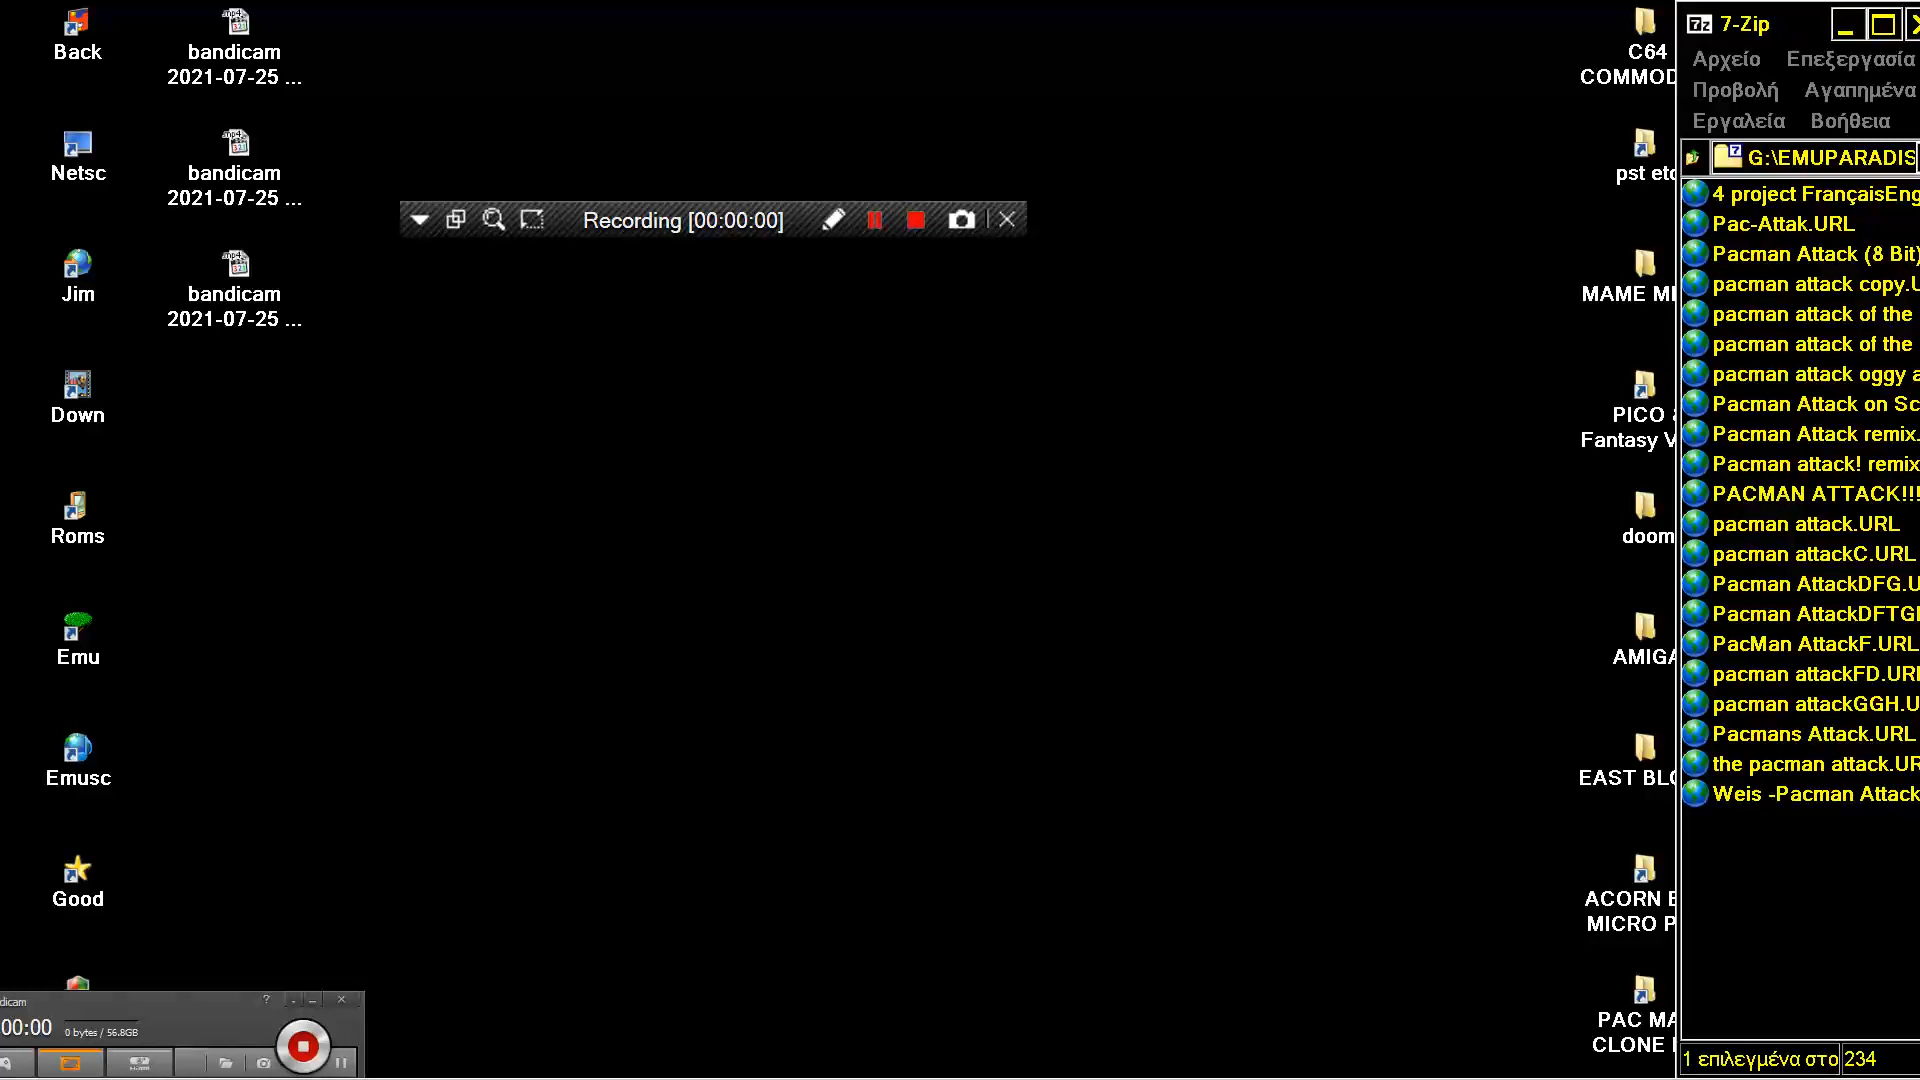 Back
bandicam
2021-07-25 ...
Netsc
bandicam
2021-07-25 ...
Jim
bandicam
2021-07-25 ...
Down
Roms
Emu
Emusc
Good
Recording [00:00:00]
dicam
?
00:00
0 bytes / 56.8GB
C64
COMMOD
pst etc
MAME MI
PICO &
Fantasy V
doom
AMIGA
EAST BLO
ACORN B
MICRO P
PAC MA
CLONE
7-Zip
Αρχείο Επεξεργασία
Προβολή Αγαπημένα
Εργαλεία Βοήθεια
G:\EMUPARADIS
4 project FrançaisEng
Pac-Attak.URL
Pacman Attack (8 Bit)
pacman attack copy.U
pacman attack of the
pacman attack of the
pacman attack oggy a
Pacman Attack on Sc
Pacman Attack remix.
Pacman attack! remix
PACMAN ATTACK!!!
pacman attack.URL
pacman attackC.URL
Pacman AttackDFG.U
Pacman AttackDFTG
PacMan AttackF.URL
pacman attackFD.UR
pacman attackGGH.U
Pacmans Attack.URL
the pacman attack.UR
Weis -Pacman Attack
1 επιλεγμένα στο 234